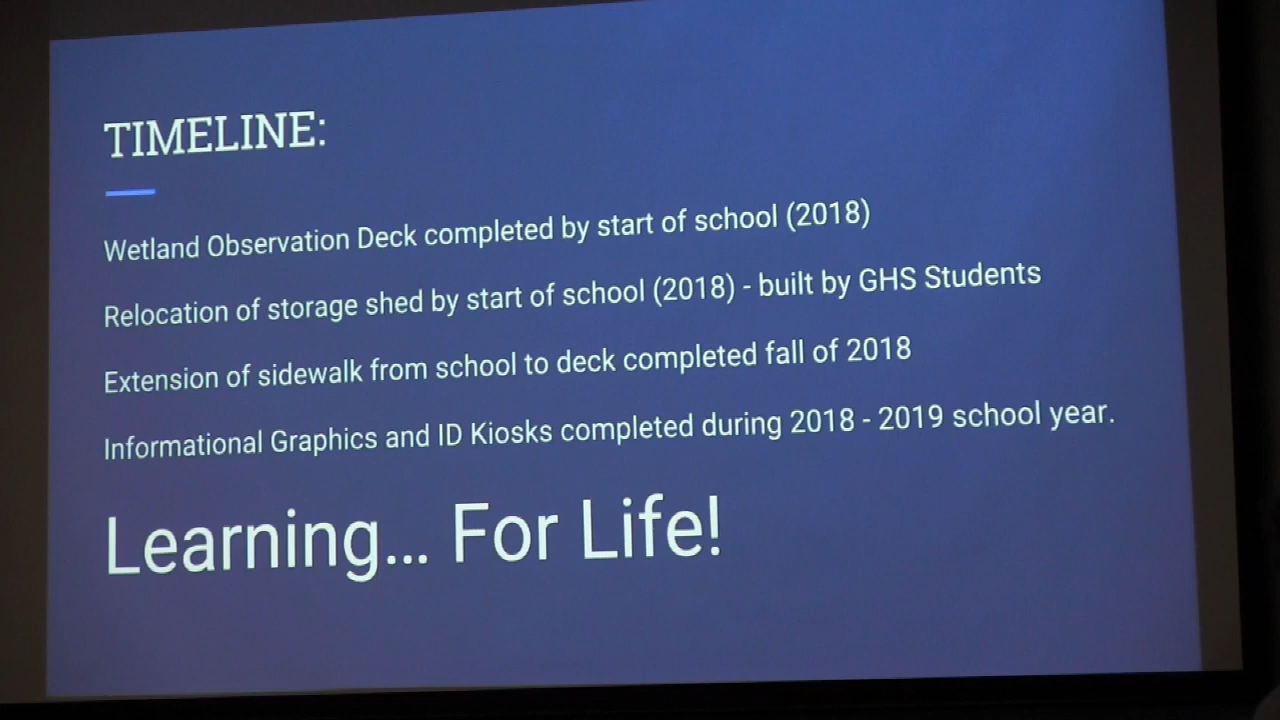 TIMELINE:
Wetland Observation Deck completed by start of school (2018)
Relocation of storage shed by start of school (2018) - built by GHS Students
Extension of sidewalk from school to deck completed fall of 2018
Informational Graphics and ID Kiosks completed during 2018 - 2019 school year.
Learning... For Life!